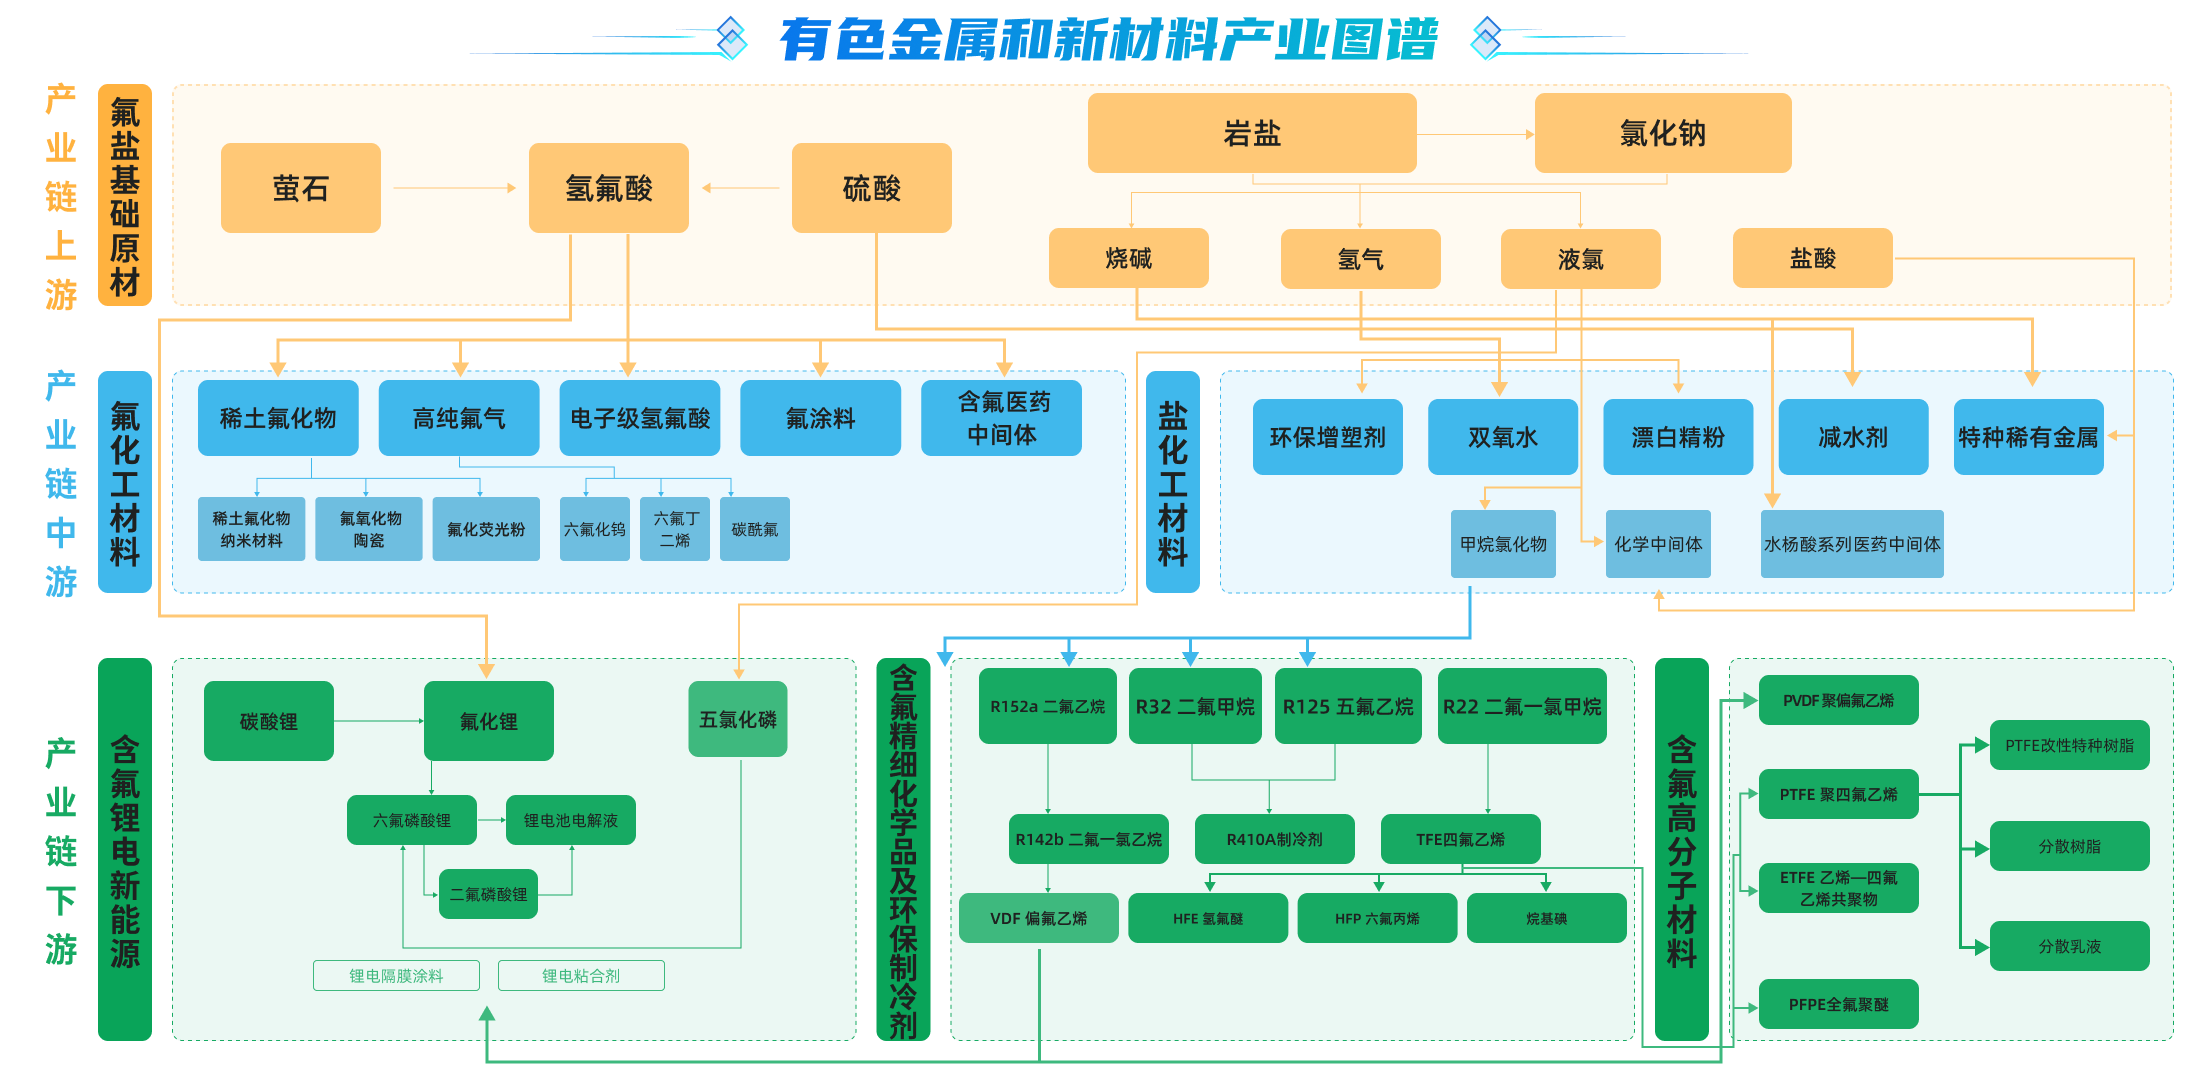 有色金属和新材料产业图谱
产业链上游
氟盐基础原材
萤石
氢氟酸
硫酸
岩盐
氯化钠
烧碱
氢气
液氯
盐酸
产业链中游
氟化工材料
稀土氟化物
高纯氟气
电子级氢氟酸
氟涂料
含氟医药
中间体
稀土氟化物
纳米材料
氟氧化物
陶瓷
氟化荧光粉
六氟化钨
六氟丁
二烯
碳酰氟
盐化工材料
环保增塑剂
双氧水
漂白精粉
减水剂
特种稀有金属
甲烷氯化物
化学中间体
水杨酸系列医药中间体
产业链下游
含氟锂电新能源
碳酸锂
氟化锂
五氯化磷
六氟磷酸锂
锂电池电解液
二氟磷酸锂
锂电隔膜涂料
锂电粘合剂
含氟精细化学品及环保制冷剂
R152a 二氟乙烷
R32 二氟甲烷
R125 五氟乙烷
R22 二氟一氯甲烷
R142b 二氟一氯乙烷
R410A制冷剂
TFE四氟乙烯
VDF 偏氟乙烯
HFE 氢氟醚
HFP 六氟丙烯
烷基碘
含氟高分子材料
PVDF 聚偏氟乙烯
PTFE 聚四氟乙烯
ETFE 乙烯—四氟
乙烯共聚物
PFPE全氟聚醚
PTFE改性特种树脂
分散树脂
分散乳液